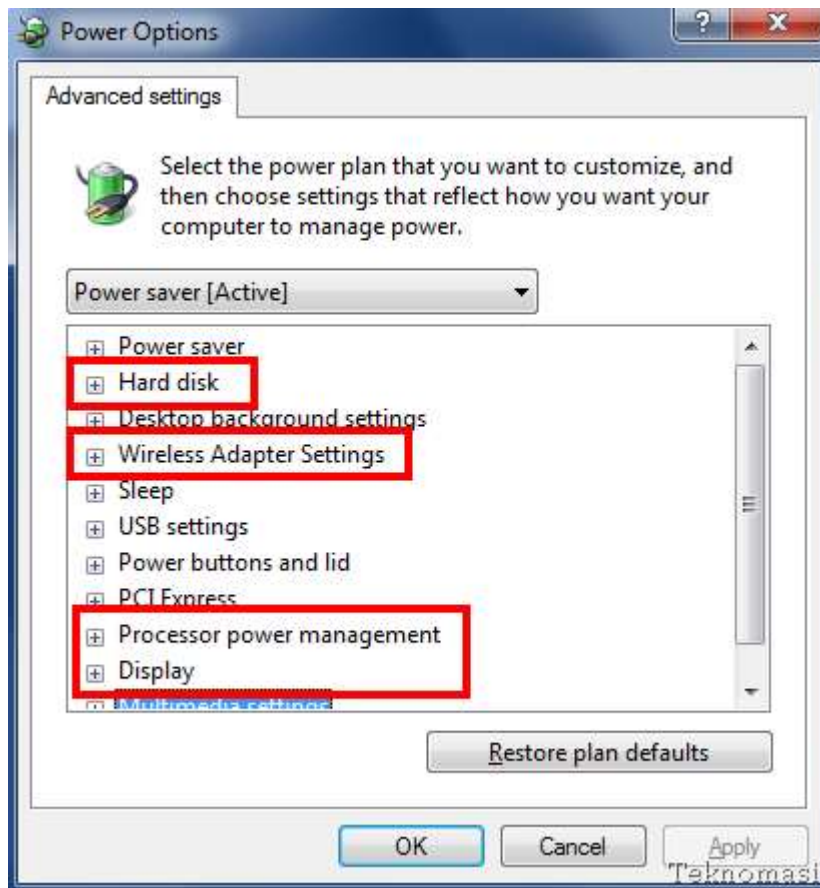 Power Options
?
Advanced settings
Select the power plan that you want to customize, and
then choose settings that reflect how you want your
computer to manage power.
Power saver [Active]
Power saver
Hard disk
Desktop background settings
Wireless Adapter Settings
Sleep
USB settings
Power buttons and lid
PCI Express
Processor power management
Display
Multimedia settings
Restore plan defaults
OK
Cancel
Apply
Teknomasi